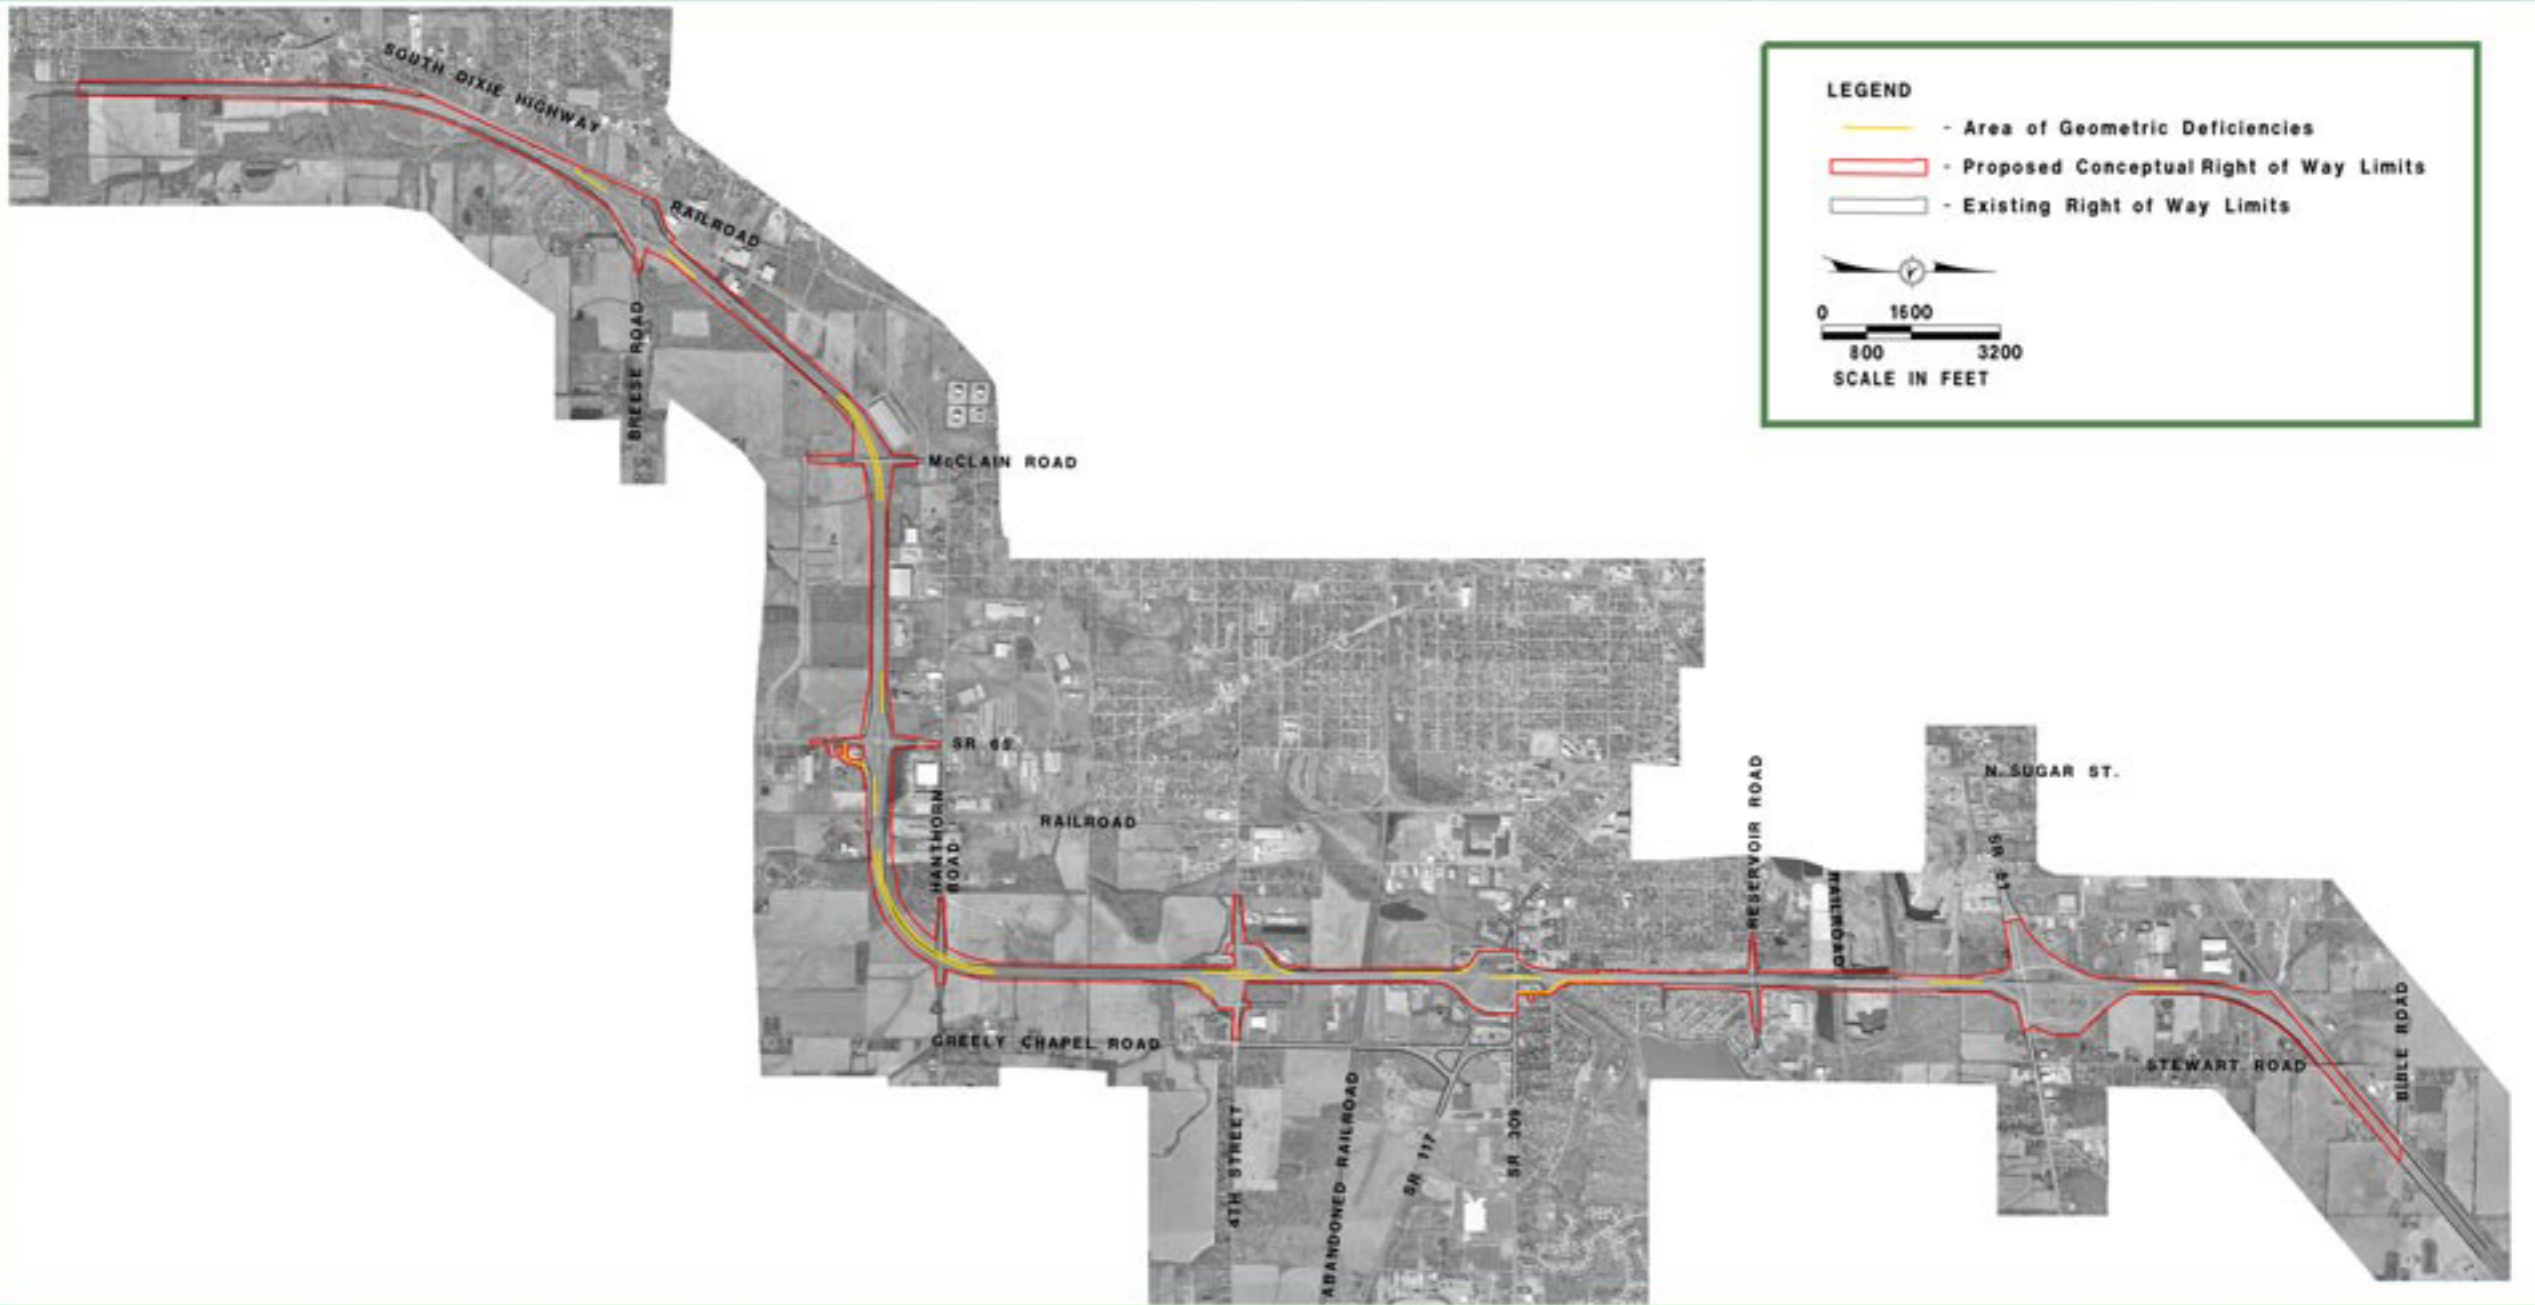 LEGEND
- Area of Geometric Deficiencies
- Proposed Conceptual Right of Way Limits
- Existing Right of Way Limits
0 1600
800 3200
SCALE IN FEET
SOUTH DIXIE HIGHWAY
RAILROAD
BREESE ROAD
McCLAIN ROAD
SR 65
HANTHORN
ROAD
RAILROAD
GREELY CHAPEL ROAD
4TH STREET
ABANDONED RAILROAD
SR 117
SR 309
RESERVOIR ROAD
RAILROAD
N. SUGAR ST.
SR 81
STEWART ROAD
BIBLE ROAD